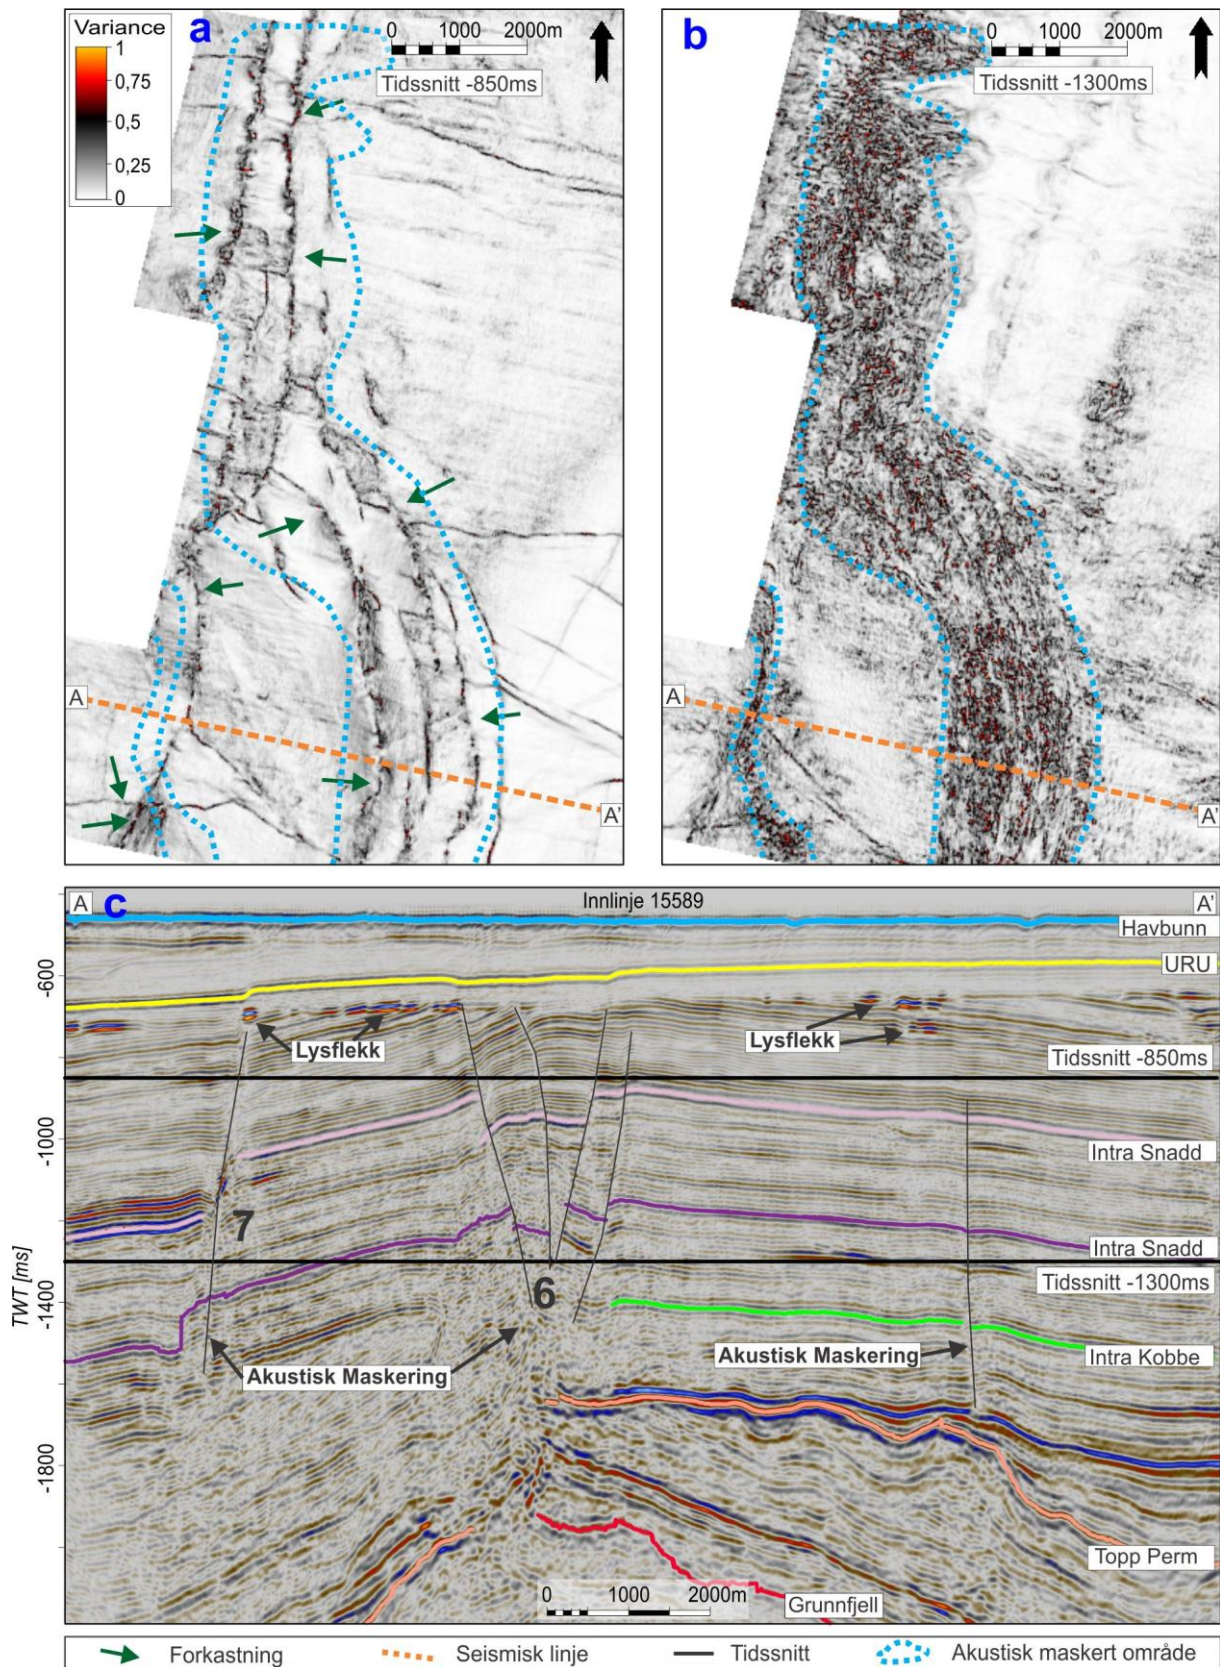 Variance
1
0,75
0,5
0,25
0
a
0 1000 2000m
Tidssnitt -850ms
A
A'
b
0 1000 2000m
Tidssnitt -1300ms
A
A'
A
c
Innlinje 15589
A'
Havbunn
URU
-600
Lysflekk
Lysflekk
Tidssnitt -850ms
-1000
Intra Snadd
7
Intra Snadd
TWT [ms]
Tidssnitt -1300ms
-1400
6
Akustisk Maskering
Akustisk Maskering
Intra Kobbe
-1800
Topp Perm
0 1000 2000m
Grunnfjell
Forkastning
Seismisk linje
Tidssnitt
Akustisk maskert område